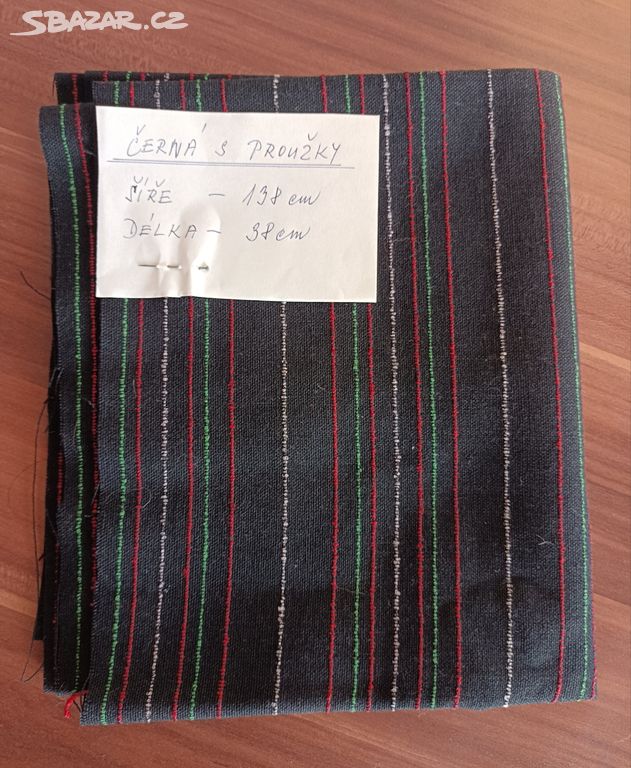 SBAZAR.CZ
ČERNÁ S PROUŽKY
ŠÍŘE - 138 cm
DÉLKA - 38 cm